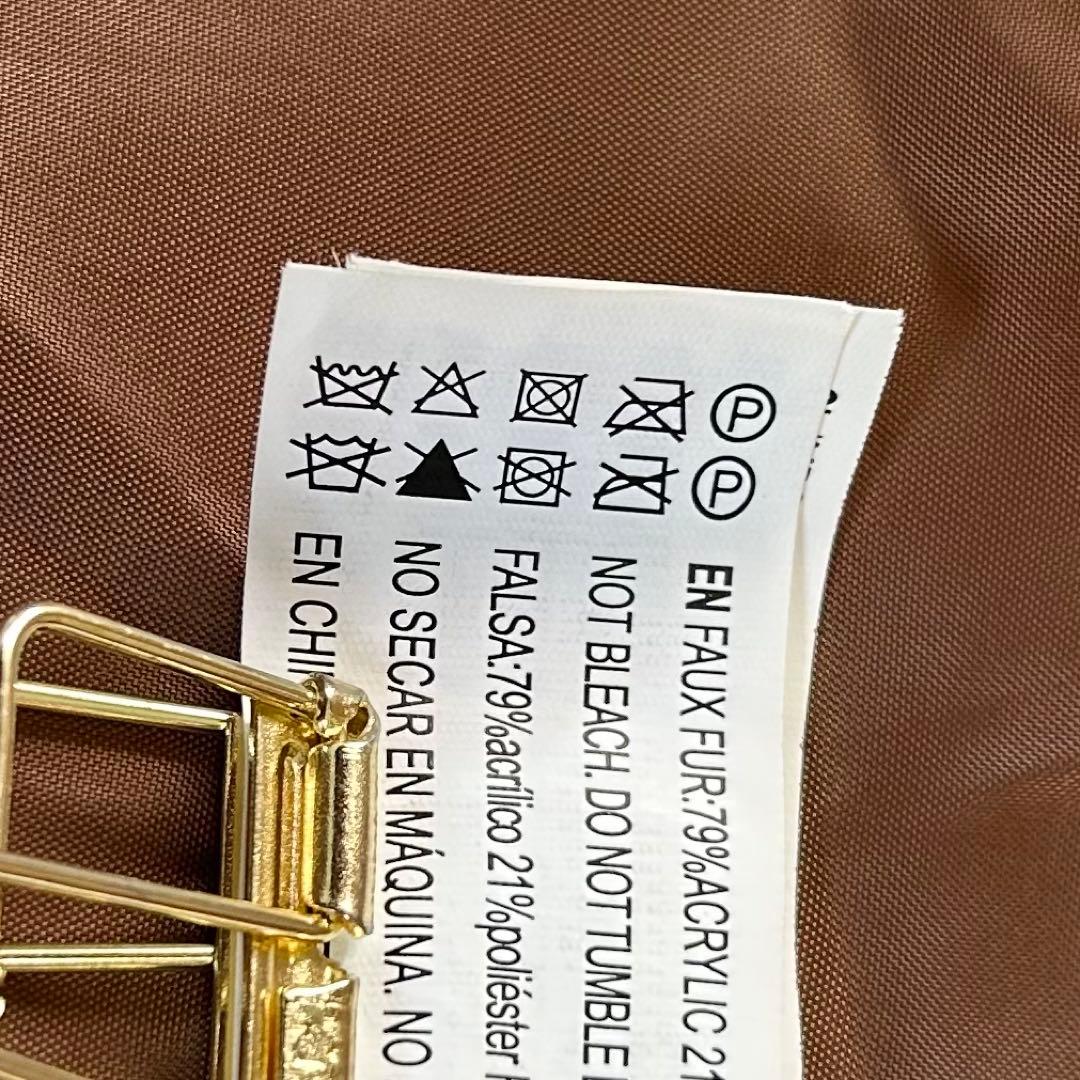 P
P
EN FAUX FUR:79%ACRYLIC 21
NOT BLEACH.DO NOT TUMBLE
FALSA:79%acrílico 21%poliéster
NO SECAR EN MÁQUINA. NO
EN CHI